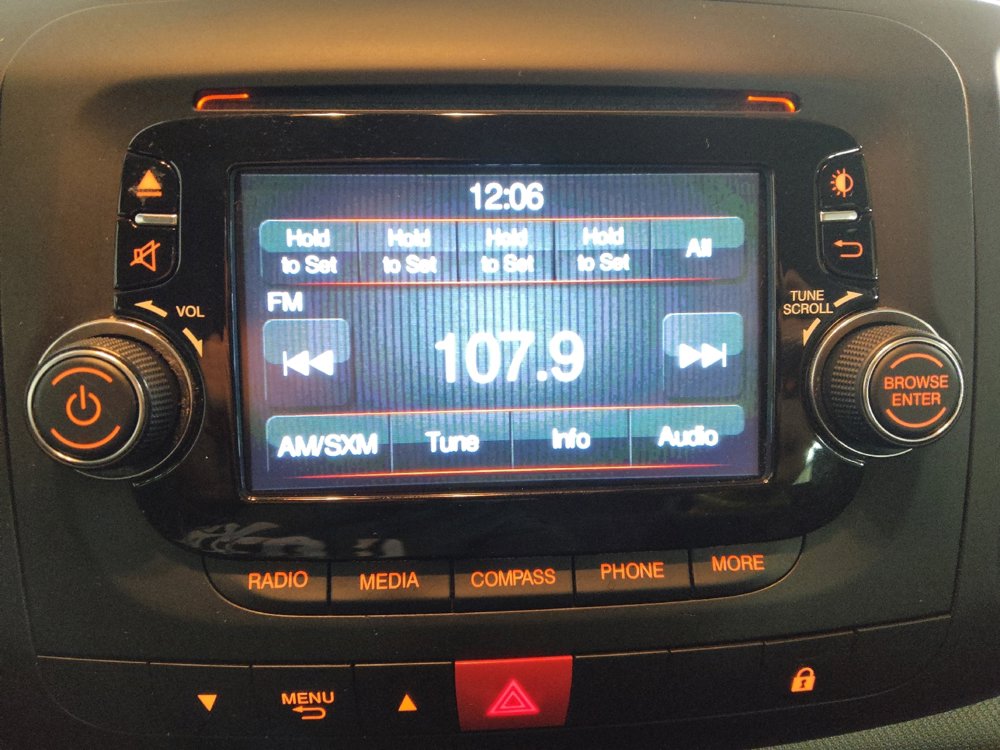 12:06
Hold Hold Hold Hold All
to Set to Set to Set to Set
FM
VOL
TUNE
SCROLL
107.9
BROWSE
ENTER
AM/SXM Tune Info Audio
RADIO MEDIA COMPASS PHONE MORE
MENU